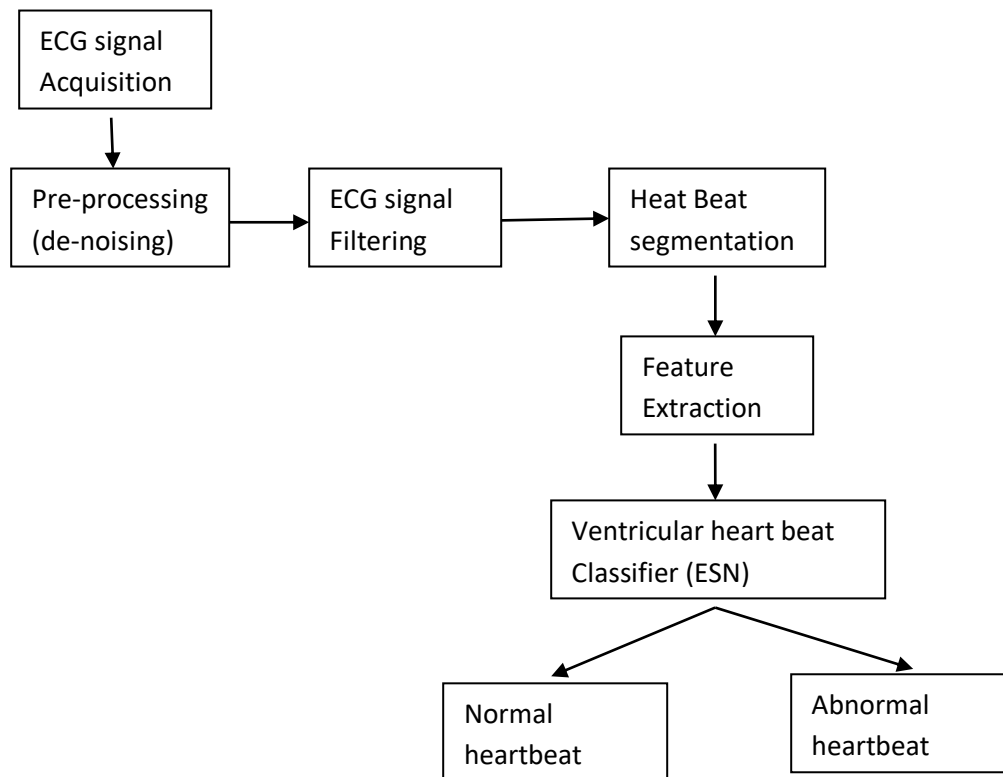 ECG signal
Acquisition
Pre-processing
(de-noising)
ECG signal
Filtering
Heat Beat
segmentation
Feature
Extraction
Ventricular heart beat
Classifier (ESN)
Normal
heartbeat
Abnormal
heartbeat